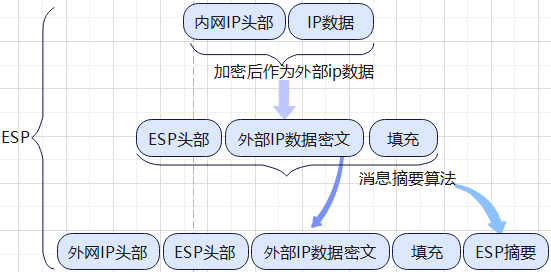 内网IP头部 IP数据
加密后作为外部ip数据
ESP
ESP头部 外部IP数据密文 填充
消息摘要算法
外网IP头部 ESP头部 外部IP数据密文 填充 ESP摘要